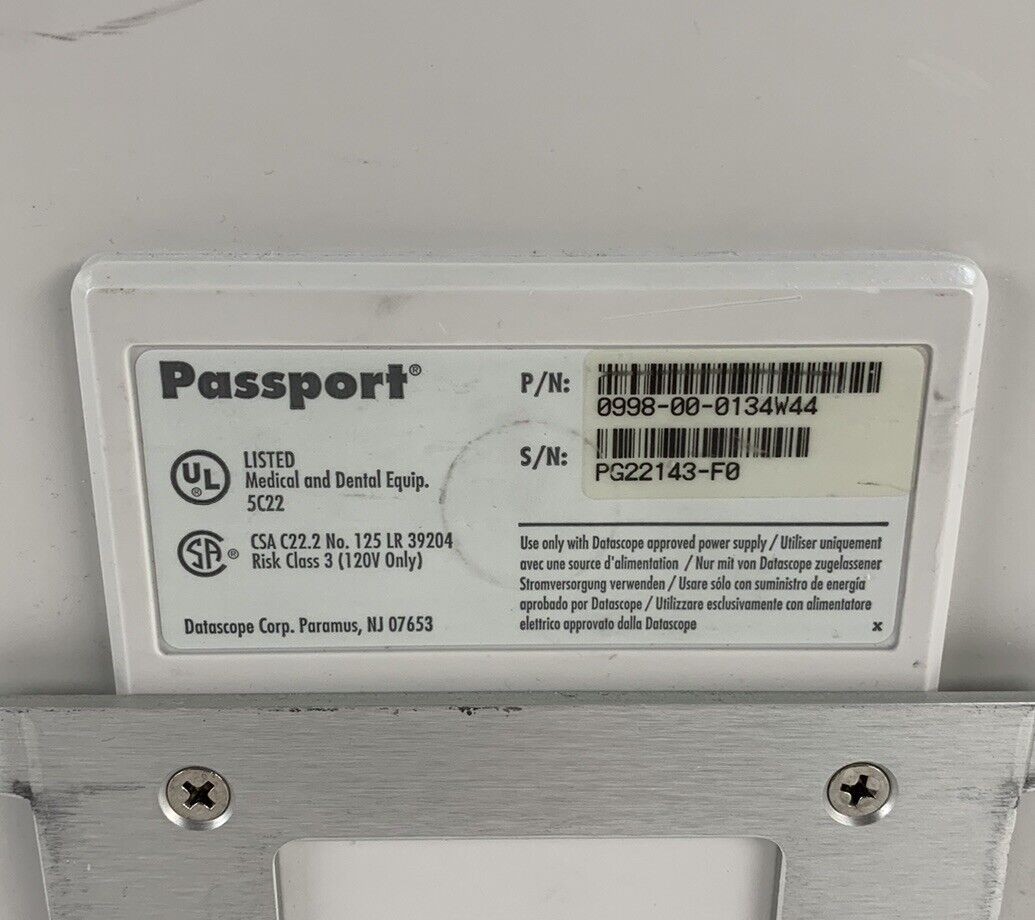 Passport®
P/N:
0998-00-0134W44
S/N:
PG22143-F0
UL
®
LISTED
Medical and Dental Equip.
5C22
SA ®
CSA C22.2 No. 125 LR 39204
Risk Class 3 (120V Only)
Datascope Corp. Paramus, NJ 07653
Use only with Datascope approved power supply / Utiliser uniquement
avec une source d'alimentation / Nur mit von Datascope zugelassener
Stromversorgung verwenden / Usare sólo con suministro de energía
aprobado por Datascope / Utilizzare esclusivamente con alimentatore
elettrico approvato dalla Datascope
x